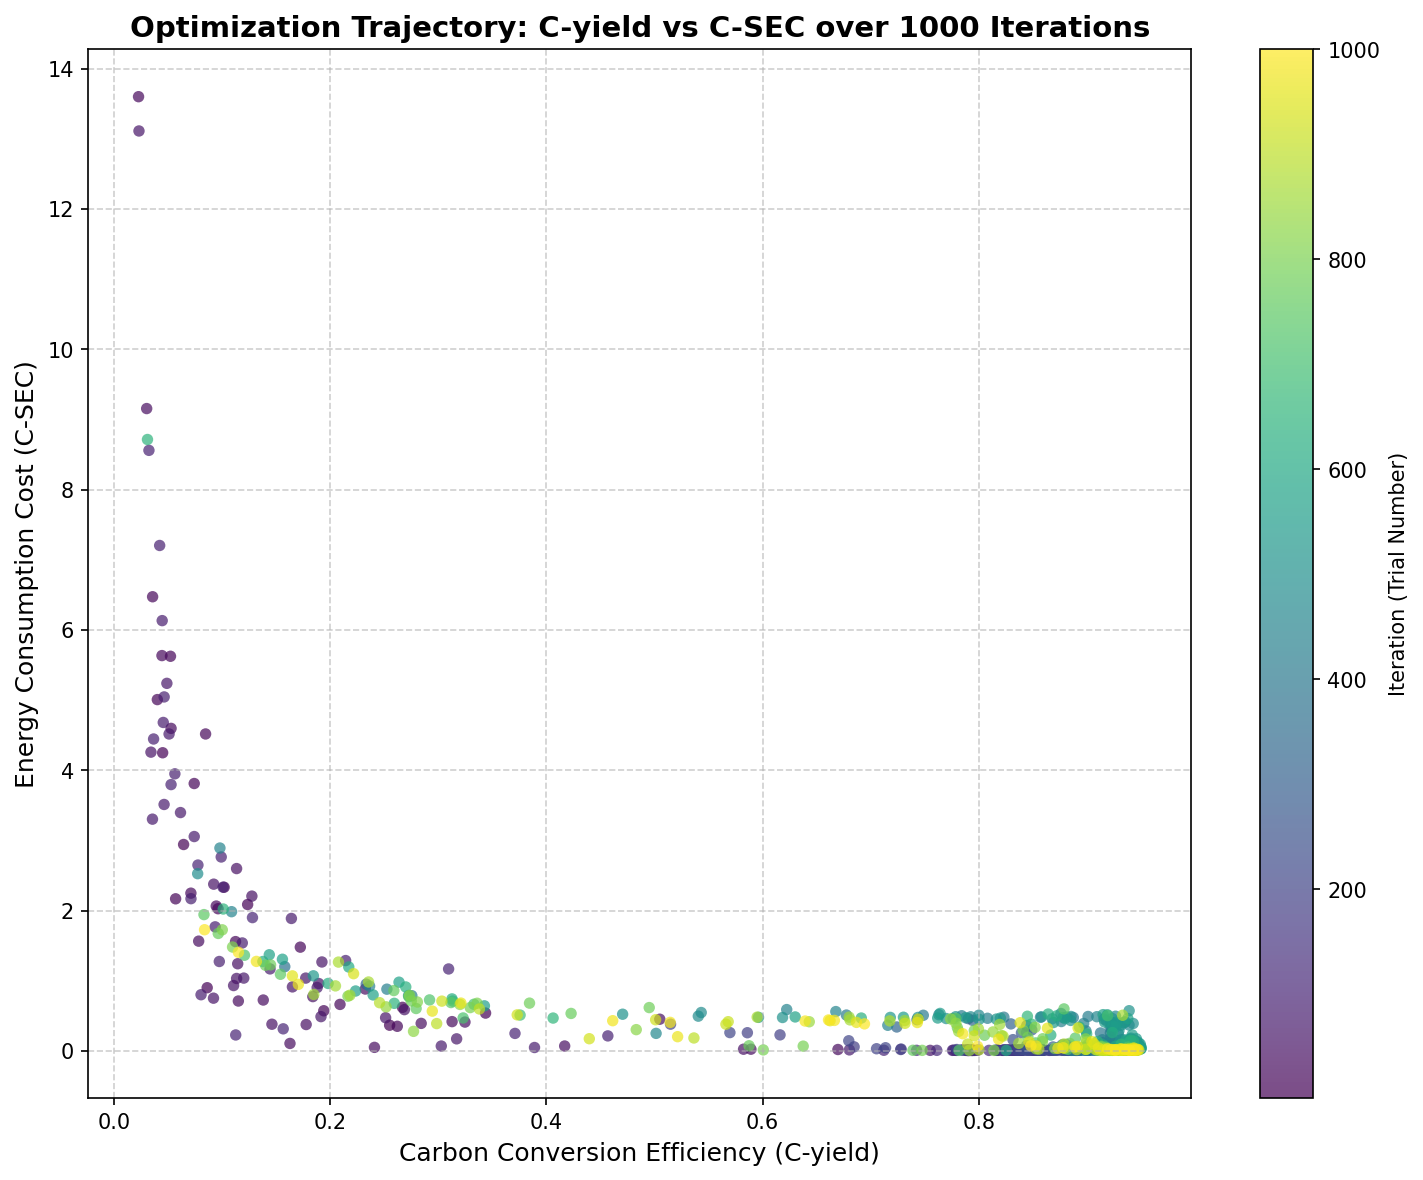 Optimization Trajectory: C-yield vs C-SEC over 1000 Iterations
14
12
10
8
6
4
2
0
Energy Consumption Cost (C-SEC)
0.0 0.2 0.4 0.6 0.8
Carbon Conversion Efficiency (C-yield)
1000
800
600
400
200
Iteration (Trial Number)